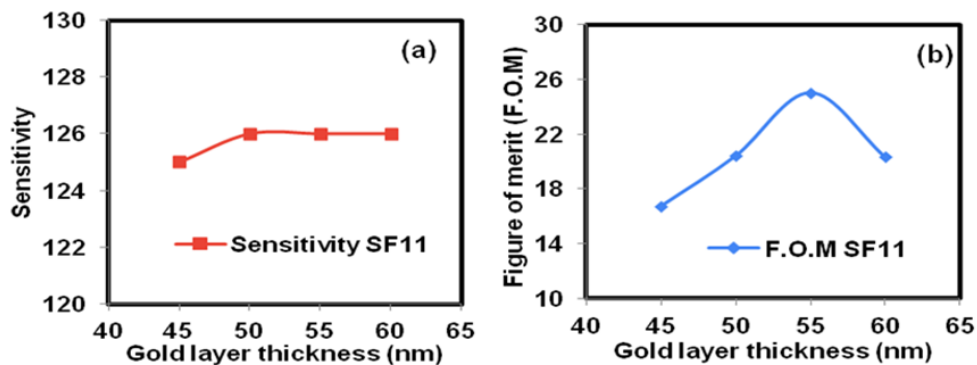 130
128
126
124
122
120
Sensitivity
(a)
Sensitivity SF11
40 45 50 55 60 65
Gold layer thickness (nm)
30
26
22
18
14
10
Figure of merit (F.O.M)
(b)
F.O.M SF11
40 45 50 55 60 65
Gold layer thickness (nm)